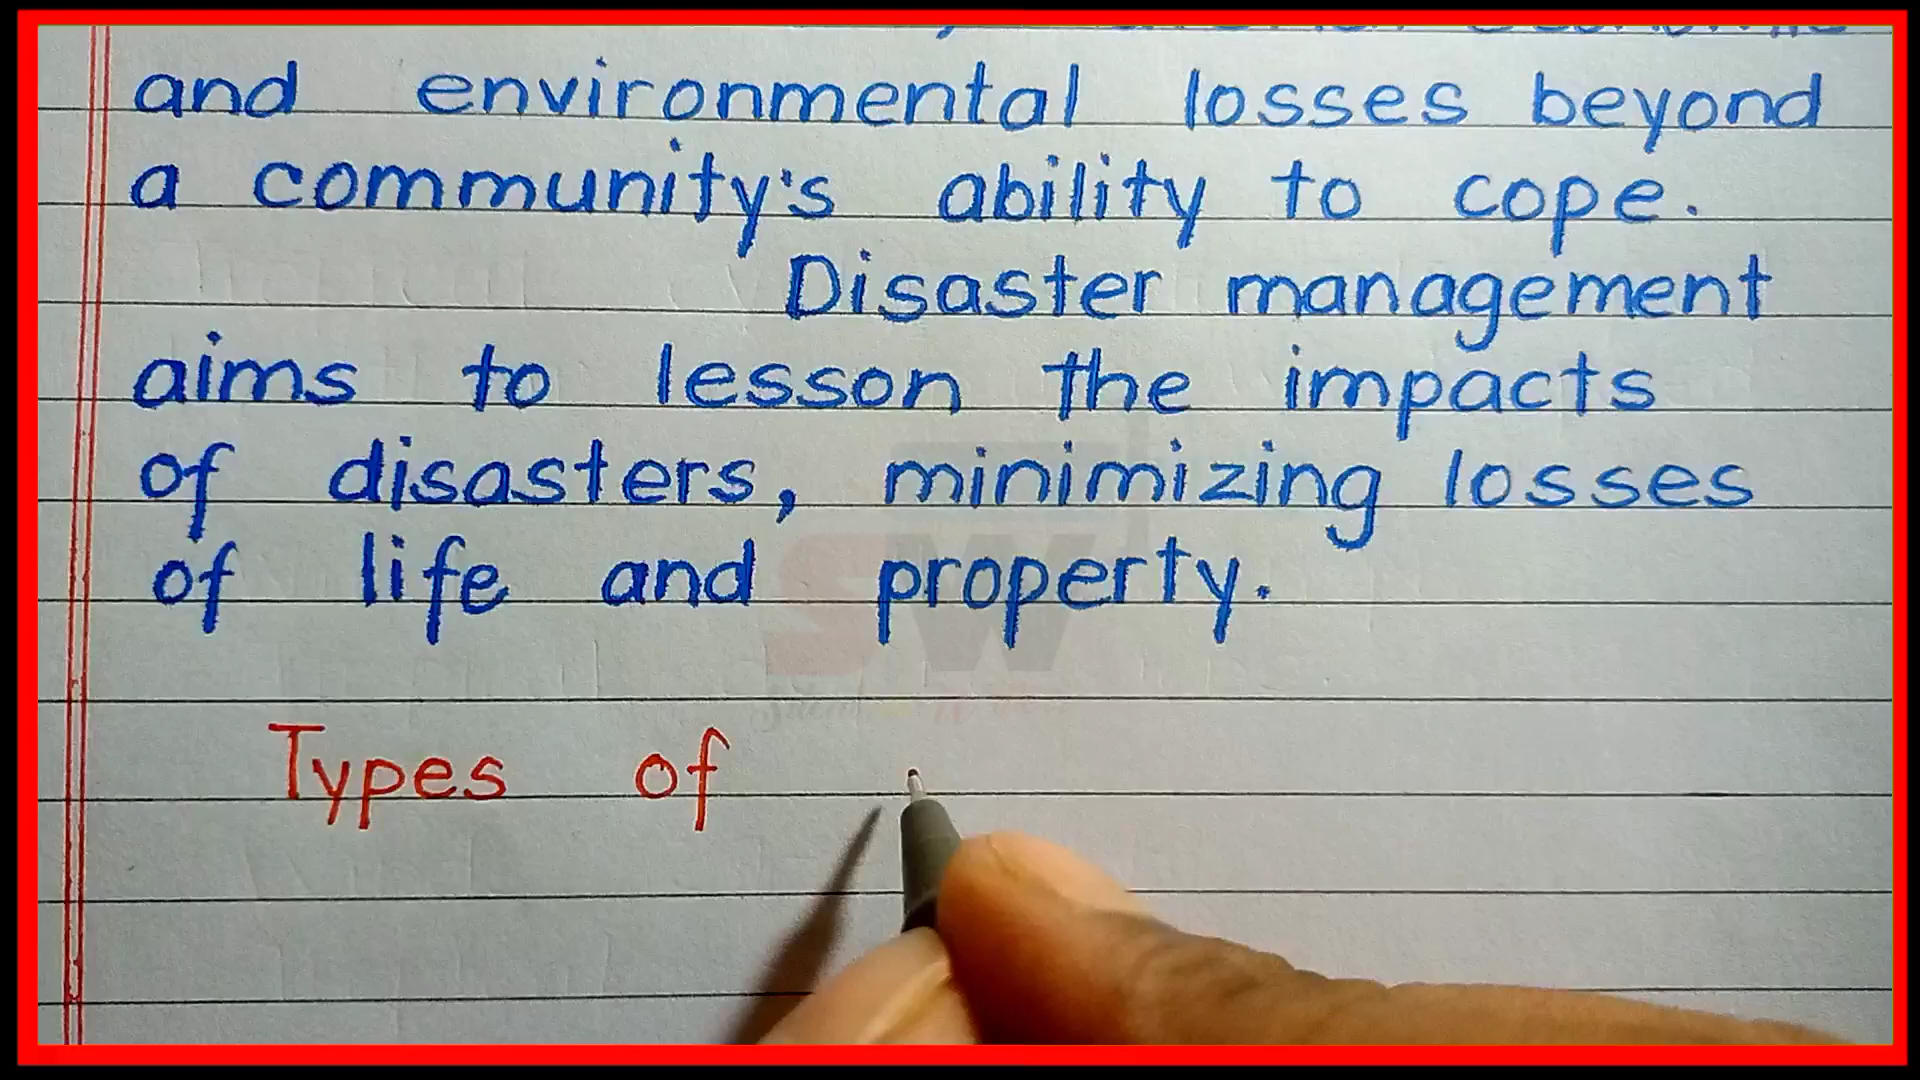 and environmental losses beyond
a community's ability to cope.
Disaster management
aims to lesson the impacts
of disasters, minimizing losses
of life and property.
SW
Types of